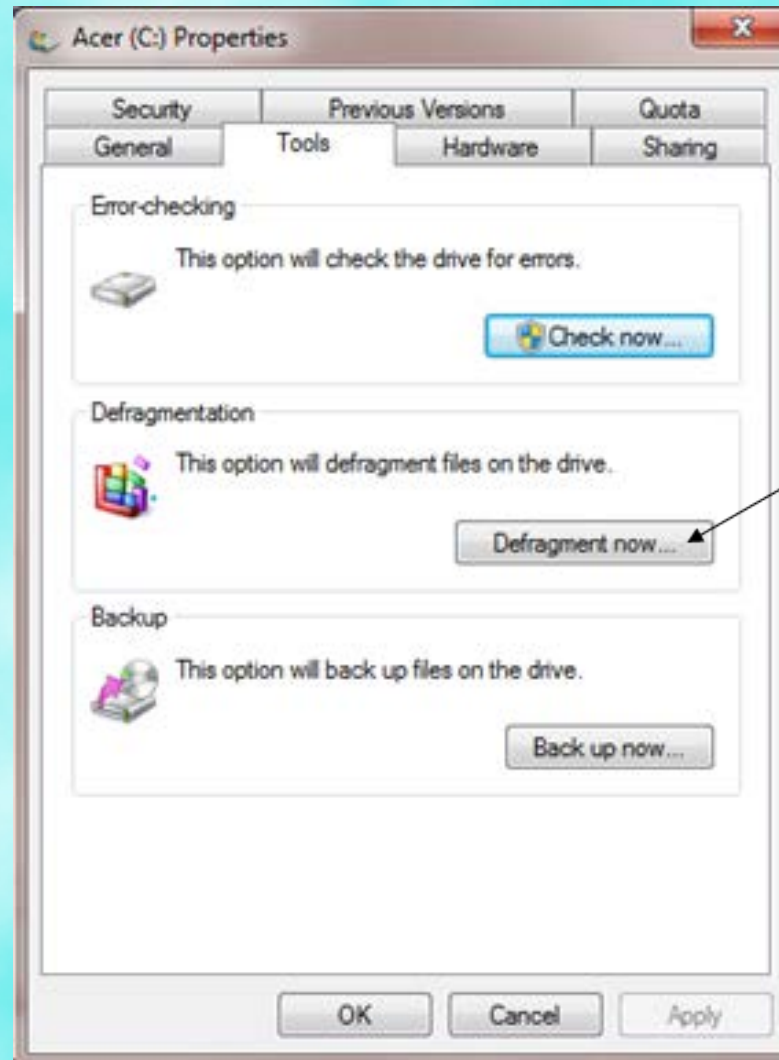 Acer (C:) Properties
Security Previous Versions Quota
General Tools Hardware Sharing
Error-checking
This option will check the drive for errors.
Check now...
Defragmentation
This option will defragment files on the drive.
Defragment now...
Backup
This option will back up files on the drive.
Back up now...
OK Cancel Apply